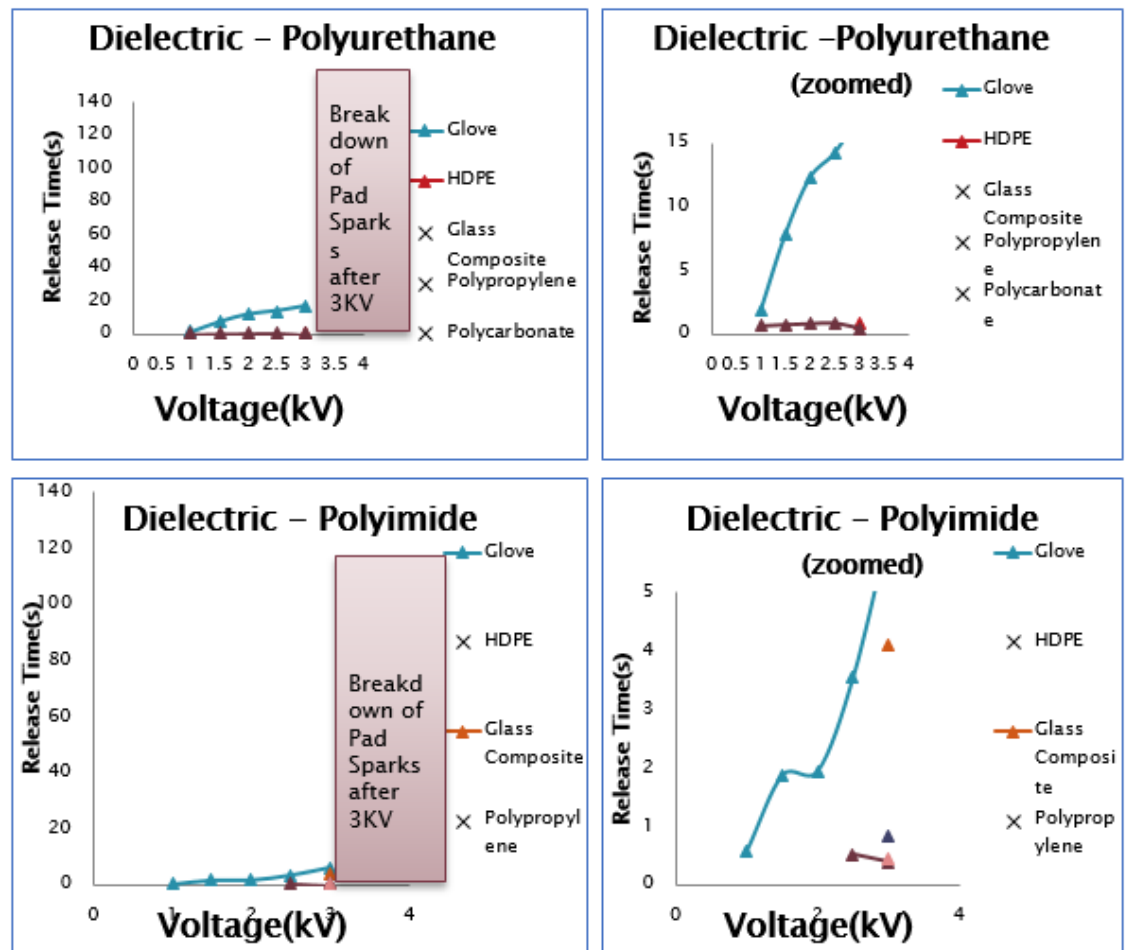 Dielectric – Polyurethane
140
120
100
80
60
40
20
0
Release Time(s)
0 0.5 1 1.5 2 2.5 3 3.5 4
Voltage(kV)
Break
down
of
Pad
Spark
s
after
3KV
Glove
HDPE
Glass
Composite
Polypropylene
Polycarbonate
Dielectric –Polyurethane
(zoomed)
15
10
5
0
Release Time(s)
0 0.5 1 1.5 2 2.5 3 3.5 4
Voltage(kV)
Glove
HDPE
Glass
Composite
Polypropylen
e
Polycarbonat
e
Dielectric – Polyimide
140
120
100
80
60
40
20
0
Release Time(s)
0 1 2 3 4
Voltage(kV)
Breakd
own of
Pad
Sparks
after
3KV
Glove
HDPE
Glass
Composite
Polypropyl
ene
Dielectric – Polyimide
(zoomed)
5
4
3
2
1
0
Release Time(s)
0 2 4
Voltage(kV)
Glove
HDPE
Glass
Composi
te
Polyprop
ylene